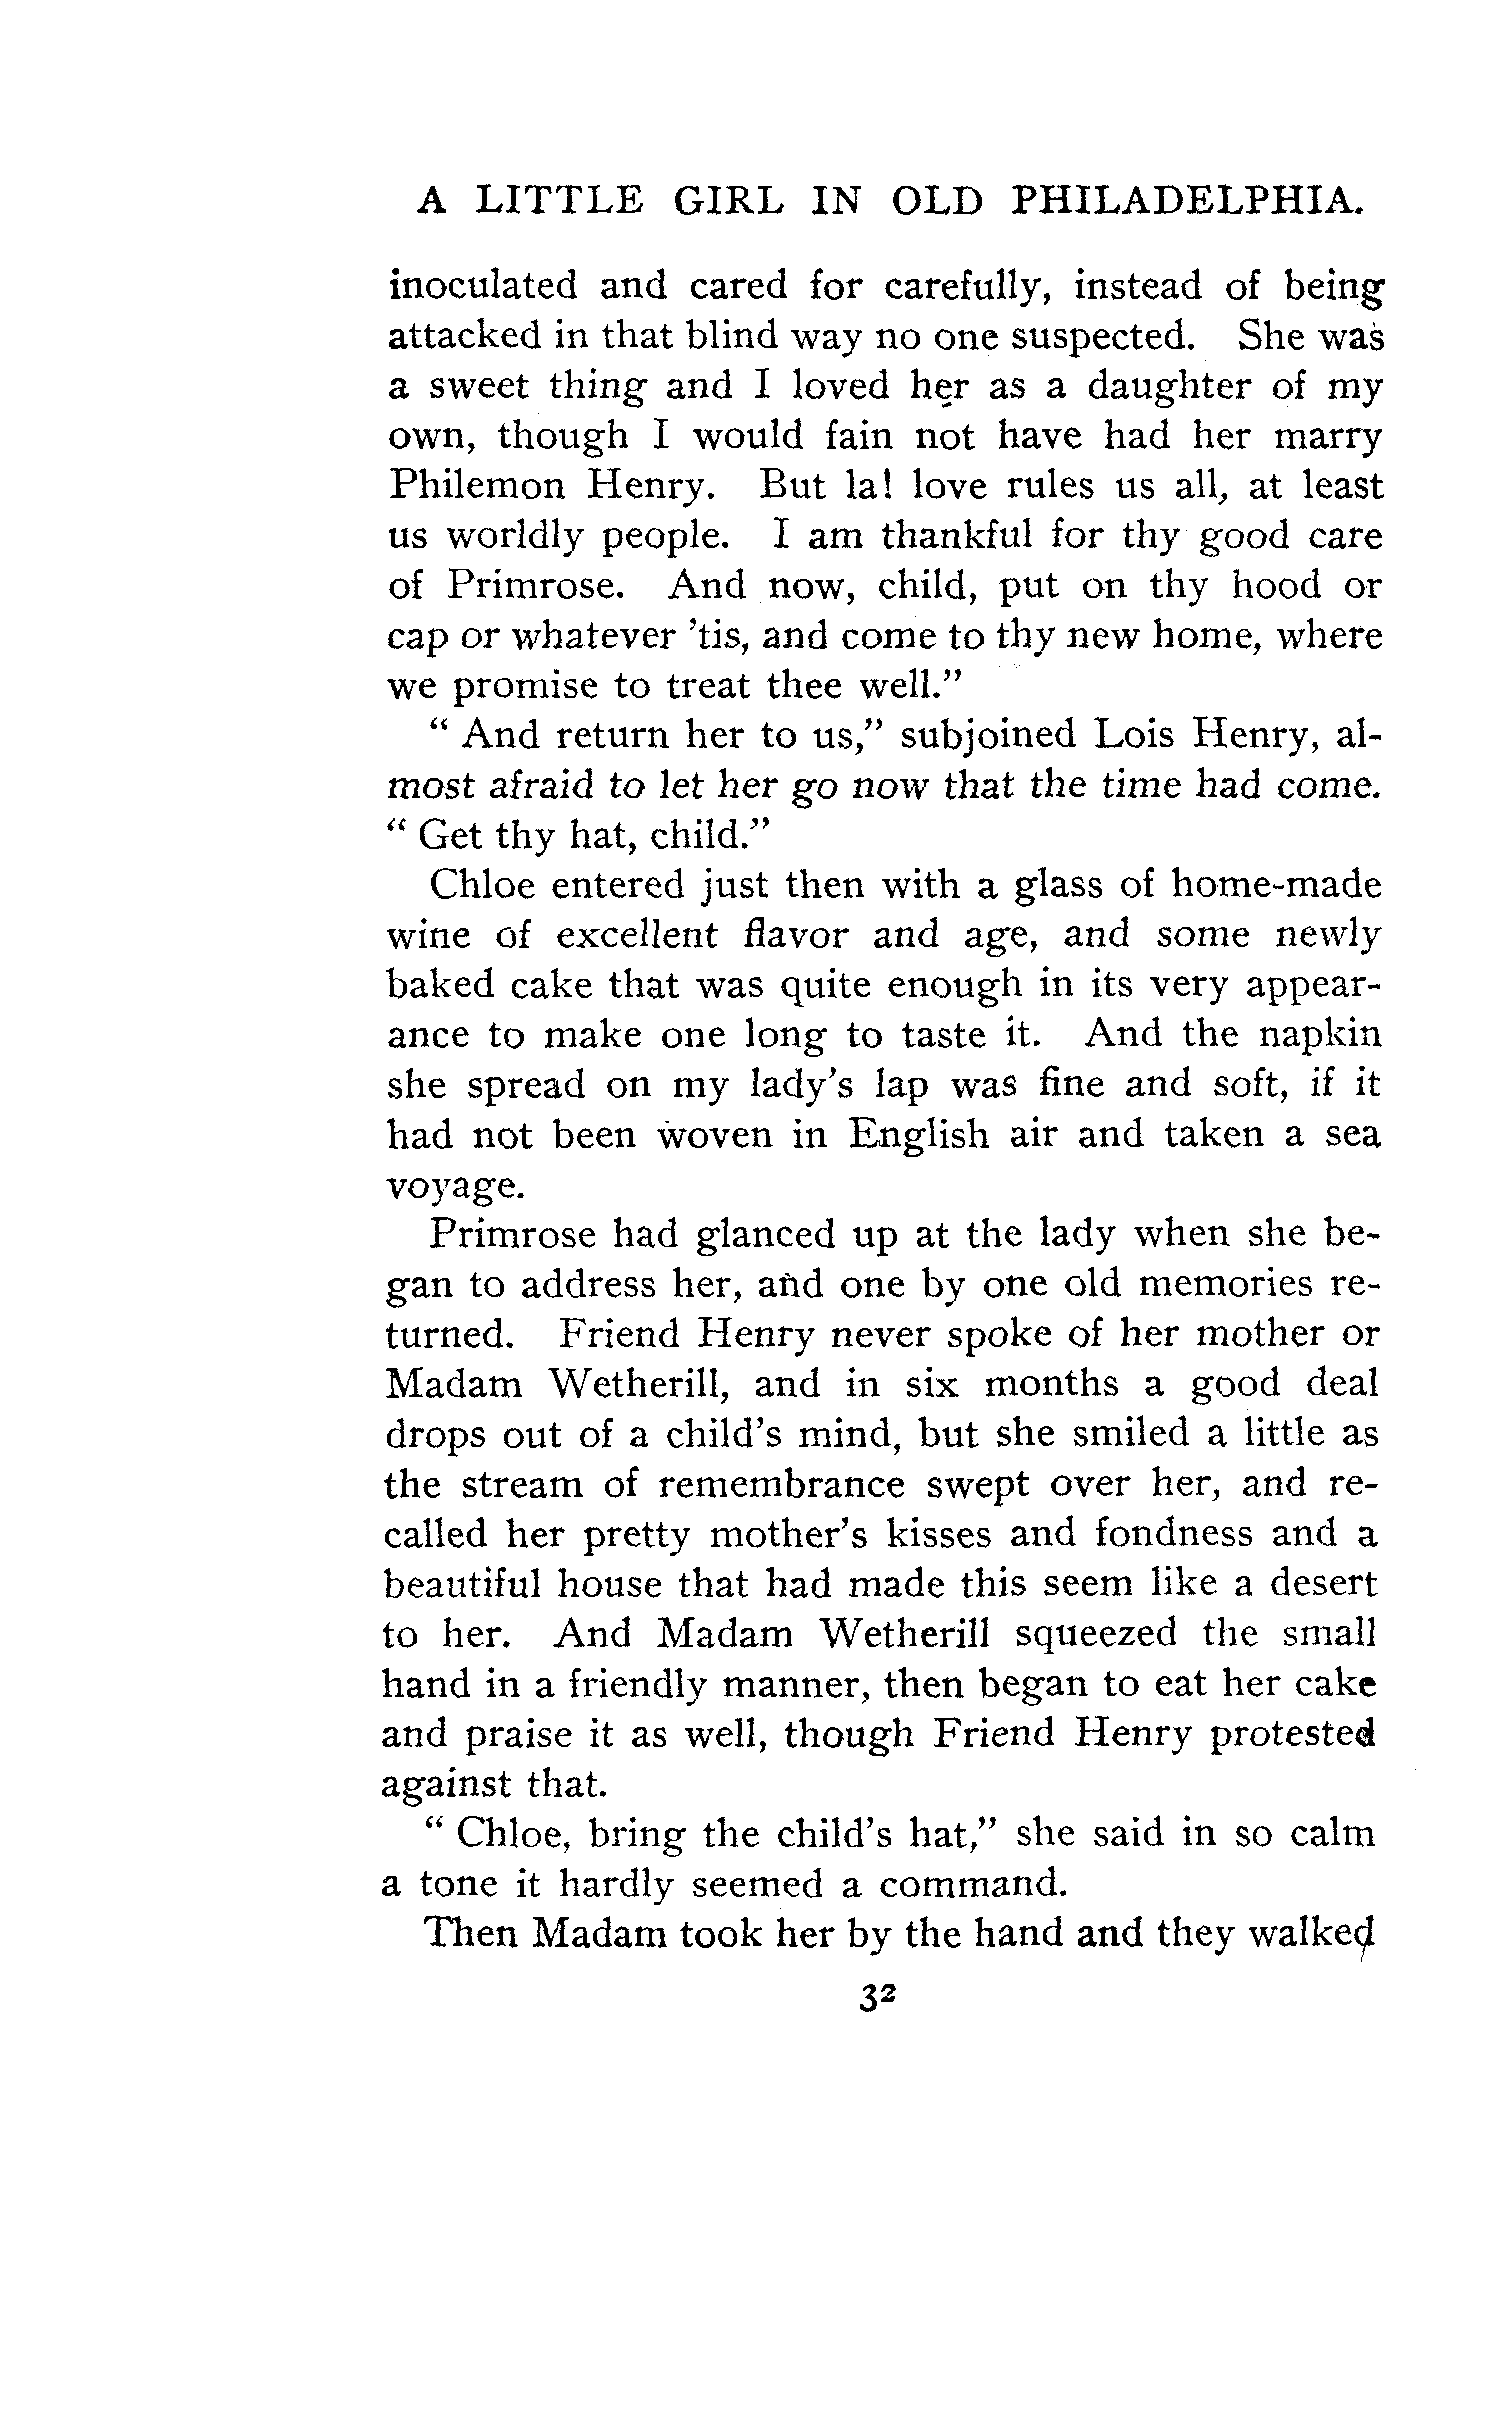 A LITTLE GIRL IN OLD PHILADELPHIA.
inoculated and cared for carefully, instead of being
attacked in that blind way no one suspected. She was
a sweet thing and I loved her as a daughter of my
own, though I would fain not have had her marry
Philemon Henry. But la! love rules us all, at least
us worldly people. I am thankful for thy good care
of Primrose. And now, child, put on thy hood or
cap or whatever ’tis, and come to thy new home, where
we promise to treat thee well.”
“ And return her to us,” subjoined Lois Henry, al-
most afraid to let her go now that the time had come.
“ Get thy hat, child.”
Chloe entered just then with a glass of home-made
wine of excellent flavor and age, and some newly
baked cake that was quite enough in its very appear-
ance to make one long to taste it. And the napkin
she spread on my lady’s lap was fine and soft, if it
had not been woven in English air and taken a sea
voyage.
Primrose had glanced up at the lady when she be-
gan to address her, and one by one old memories re-
turned. Friend Henry never spoke of her mother or
Madam Wetherill, and in six months a good deal
drops out of a child’s mind, but she smiled a little as
the stream of remembrance swept over her, and re-
called her pretty mother’s kisses and fondness and a
beautiful house that had made this seem like a desert
to her. And Madam Wetherill squeezed the small
hand in a friendly manner, then began to eat her cake
and praise it as well, though Friend Henry protested
against that.
“ Chloe, bring the child’s hat,” she said in so calm
a tone it hardly seemed a command.
Then Madam took her by the hand and they walked
32